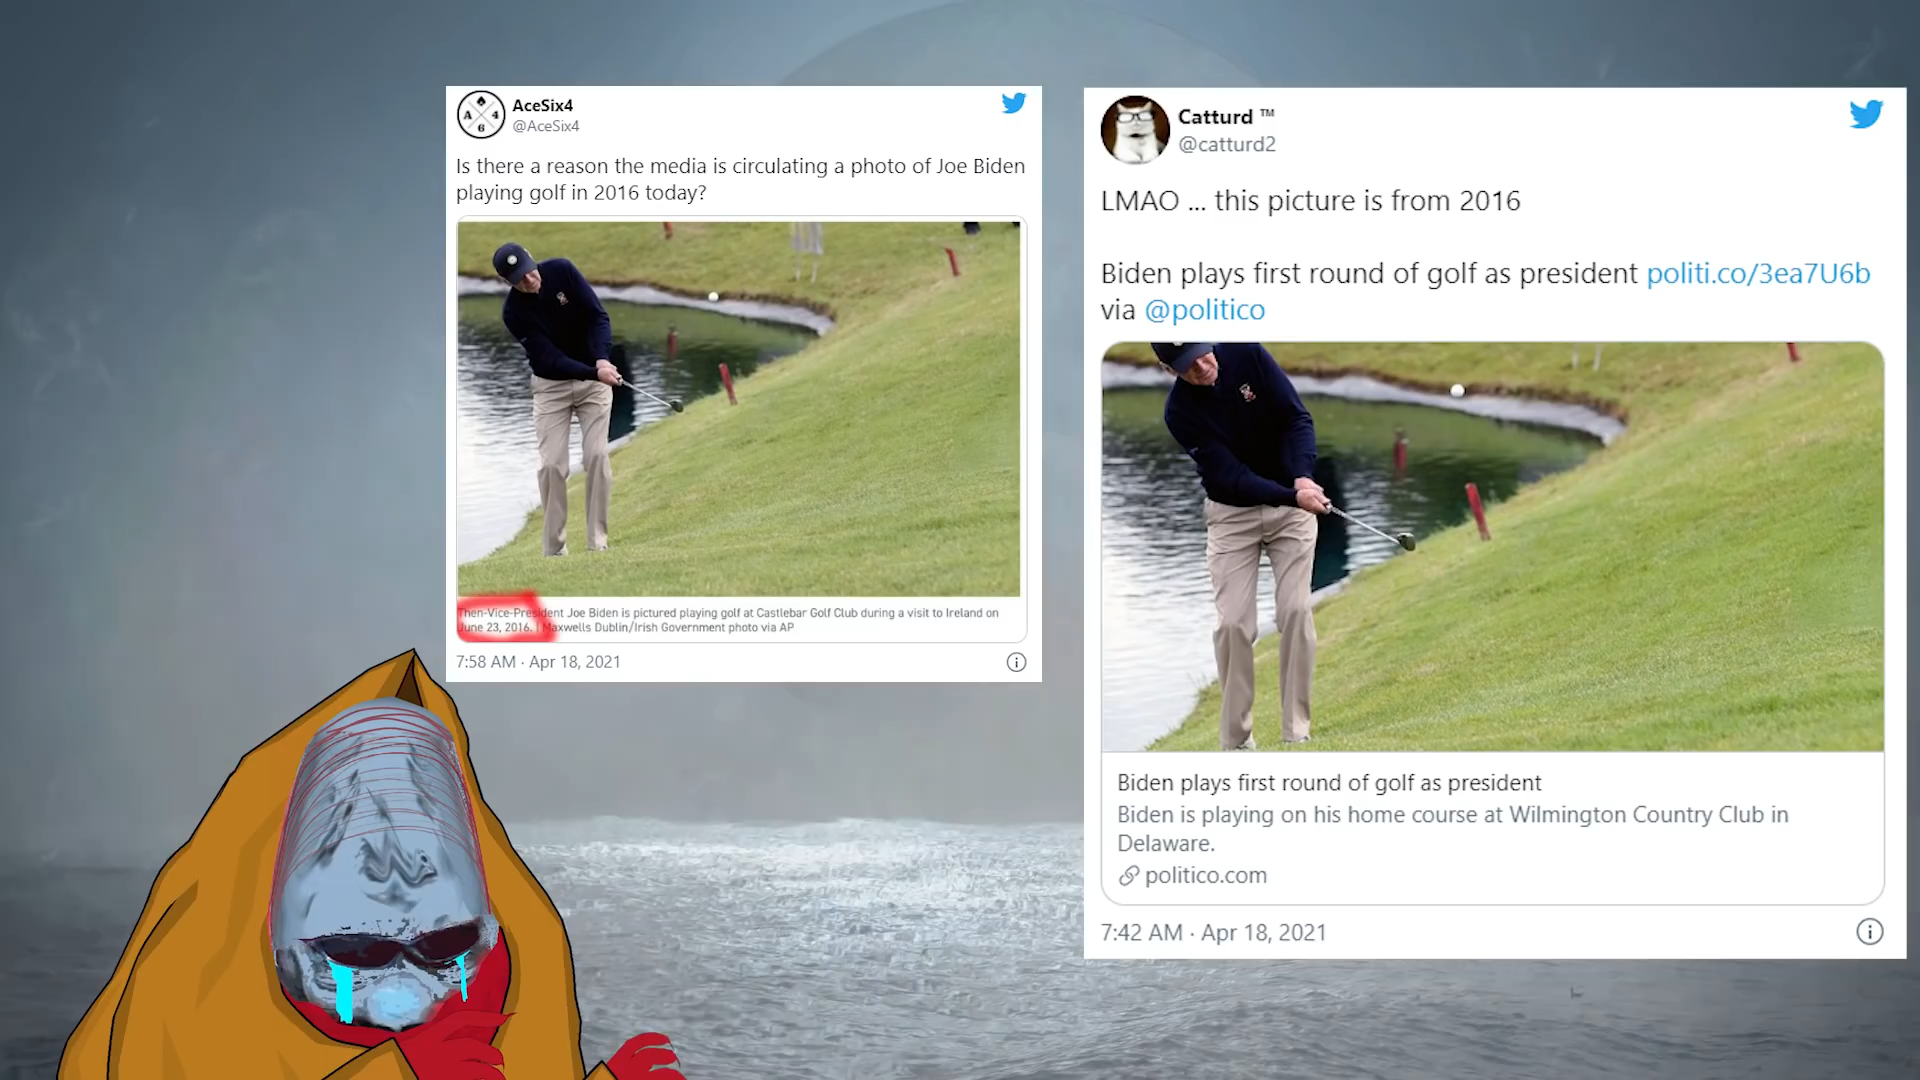 AceSix4
@AceSix4
Is there a reason the media is circulating a photo of Joe Biden
playing golf in 2016 today?
Then-Vice-President Joe Biden is pictured playing golf at Castlebar Golf Club during a visit to Ireland on
June 23, 2016. | Maxwells Dublin/Irish Government photo via AP
7:58 AM · Apr 18, 2021
Catturd ™
@catturd2
LMAO ... this picture is from 2016
Biden plays first round of golf as president politi.co/3ea7U6b
via @politico
Biden plays first round of golf as president
Biden is playing on his home course at Wilmington Country Club in
Delaware.
politico.com
7:42 AM · Apr 18, 2021